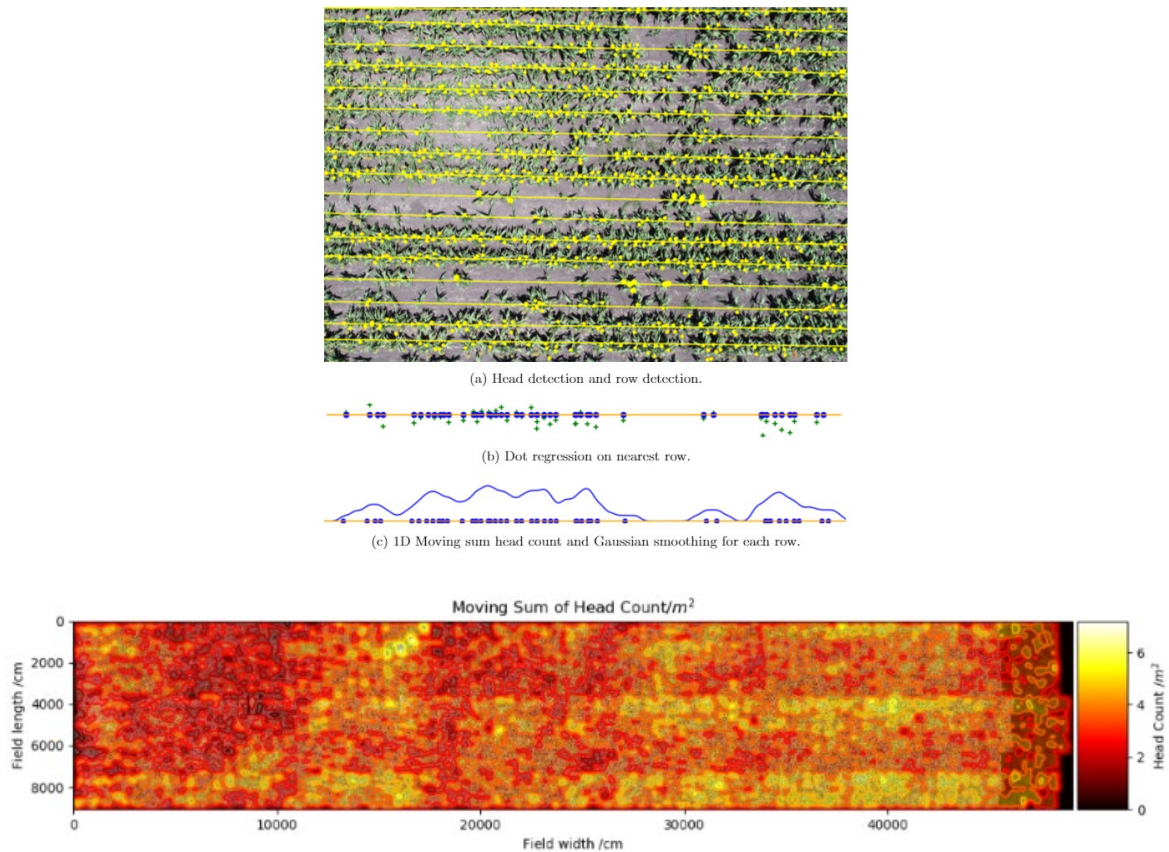 (a) Head detection and row detection.
(b) Dot regression on nearest row.
(c) 1D Moving sum head count and Gaussian smoothing for each row.
Moving Sum of Head Count/m²
0
2000
4000
6000
8000
Field length /cm
0 10000 20000 30000 40000
Field width /cm
6
4
2
0
Head Count /m²